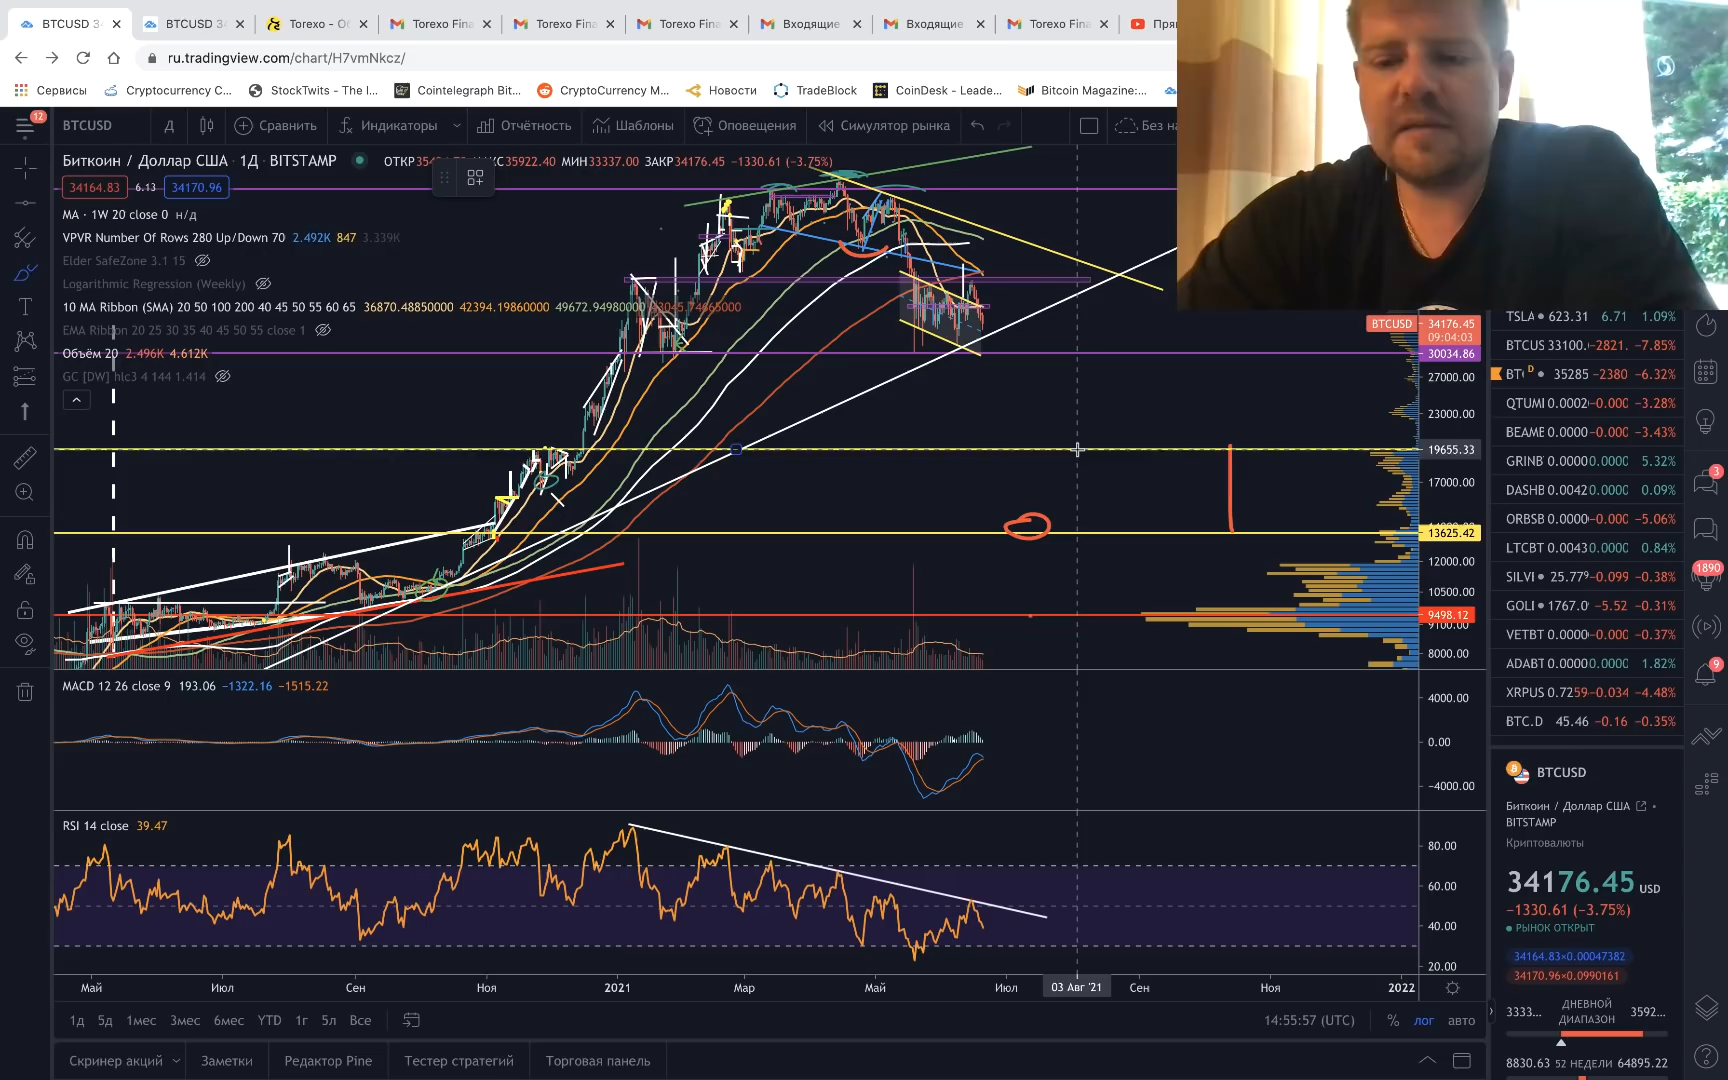 BTCUSD 3
BTCUSD 34
Torexo - О
Torexo Fina
Torexo Fina
Torexo Fina
Входящие
Входящие
Torexo Fina
Пря
ru.tradingview.com/chart/H7vmNkcz/
Сервисы
Cryptocurrency C...
StockTwits - The I...
Cointelegraph Bit...
CryptoCurrency M...
Новости
TradeBlock
CoinDesk - Leade...
Bitcoin Magazine:...
12
BTCUSD
Д
Сравнить
Индикаторы
Отчётность
Шаблоны
Оповещения
Симулятор рынка
Без на
Биткоин / Доллар США · 1Д · BITSTAMP
МИН33337.00 ЗАКР34176.45 −1330.61 (−3.75%)
34164.83 6.13 34170.96
MA · 1W 20 close 0 н/д
VPVR Number Of Rows 280 Up/Down 70 2.492K 847 3.339K
Elder SafeZone 3.1 15
Logarithmic Regression (Weekly)
10 MA Ribbon (SMA) 20 50 100 200 40 45 50 55 60 65 36870.48850000 42394.19860000 49672.94980000
EMA Ribbon 20 25 30 35 40 45 50 55 close 1
Объём 20 2.496K 4.612K
GC [DW] hlc3 4 144 1.414
BTCUSD 34176.45
09:04:03
30034.86
27000.00
23000.00
19655.33
17000.00
13625.42
12000.00
10500.00
9498.12
9100.00
8000.00
MACD 12 26 close 9 193.06 −1322.16 −1515.22
4000.00
0.00
−4000.00
RSI 14 close 39.47
80.00
60.00
40.00
20.00
Май
Июл
Сен
Ноя
2021
Мар
Май
Июл
03 Авг '21
Сен
Ноя
2022
1д 5д 1мес 3мес 6мес YTD 1г 5л Все
14:55:57 (UTC)
% лог авто
Скринер акций
Заметки
Редактор Pine
Тестер стратегий
Торговая панель
TSLA 623.31 6.71 1.09%
BTCUS 33100. −2821. −7.85%
D 35285 −2380 −6.32%
QTUMI 0.0002 −0.000 −3.28%
BEAME 0.0000 −0.000 −3.43%
GRINB 0.0000 0.0000 5.32%
DASHB 0.0042 0.0000 0.09%
ORBSB 0.0000 −0.000 −5.06%
LTCBT 0.0043 0.0000 0.84%
SILVI 25.779 −0.099 −0.38%
GOLI 1767.0 −5.52 −0.31%
VETBT 0.0000 −0.000 −0.37%
ADABT 0.0000 0.0000 1.82%
XRPUS 0.7259 −0.034 −4.48%
BTC.D 45.46 −0.16 −0.35%
BTCUSD
Биткоин / Доллар США
BITSTAMP
Криптовалюты
34176.45 USD
−1330.61 (−3.75%)
РЫНОК ОТКРЫТ
34164.83×0.00047382
34170.96×0.0990161
3333... ДНЕВНОЙ ДИАПАЗОН 3592...
8830.63 52 НЕДЕЛИ 64895.22
3
1890
9